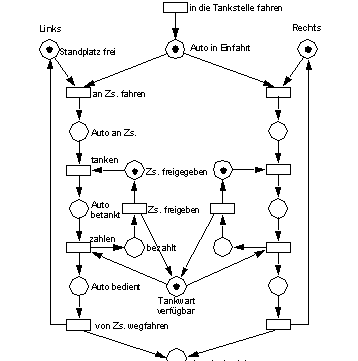 in die Tankstelle fahren
Links
Rechts
Standplatz frei
Auto in Einfahrt
an Zs. fahren
Auto an Zs.
tanken
Zs. freigegeben
Auto
betankt
Zs. freigeben
zahlen
bezahlt
Auto bedient
Tankwart
verfügbar
von Zs. wegfahren